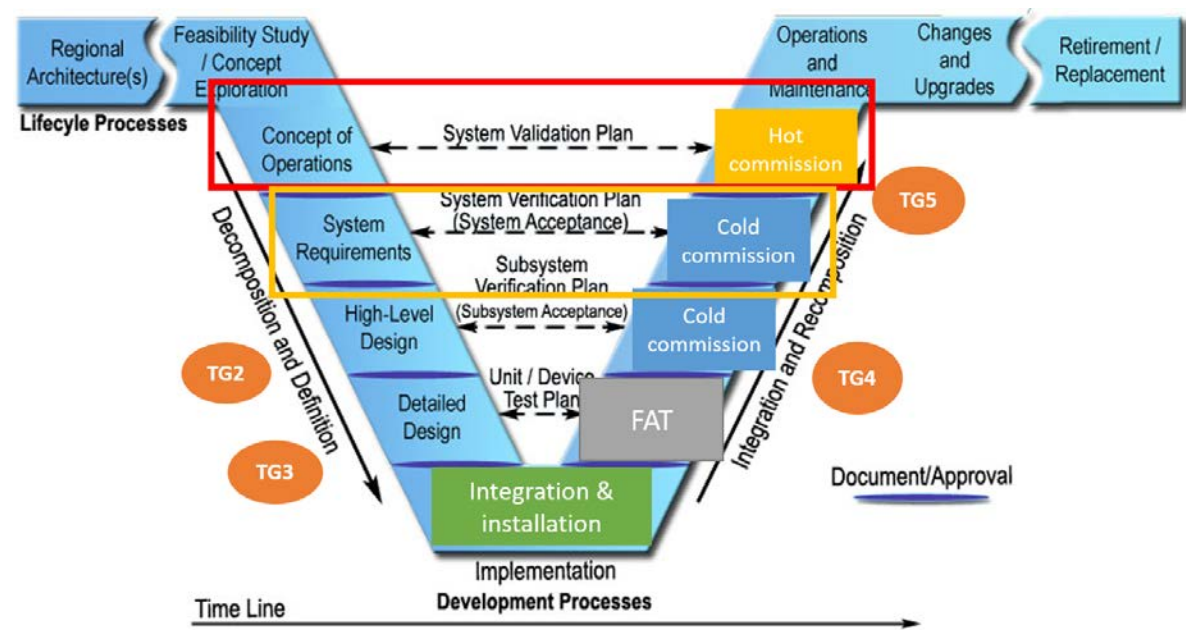 Regional
Architecture(s)
Feasibility Study
/ Concept
Exploration
Operations
and
Maintenance
Changes
and
Upgrades
Retirement /
Replacement
Lifecyle Processes
Concept of
Operations
System Validation Plan
Hot
commission
TG5
System Verification Plan
(System Acceptance)
System
Requirements
Cold
commission
Decomposition and Definition
Subsystem
Verification Plan
(Subsystem Acceptance)
High-Level
Design
Cold
commission
Integration and Recomposition
TG2
TG4
Unit / Device
Test Plan
Detailed
Design
FAT
TG3
Document/Approval
Integration &
installation
Implementation
Development Processes
Time Line